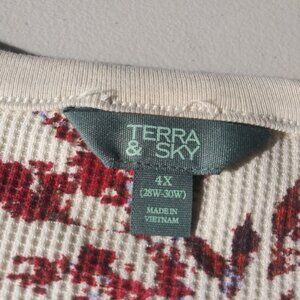 TERRA
& SKY
4X
(28W-30W)
MADE IN
VIETNAM